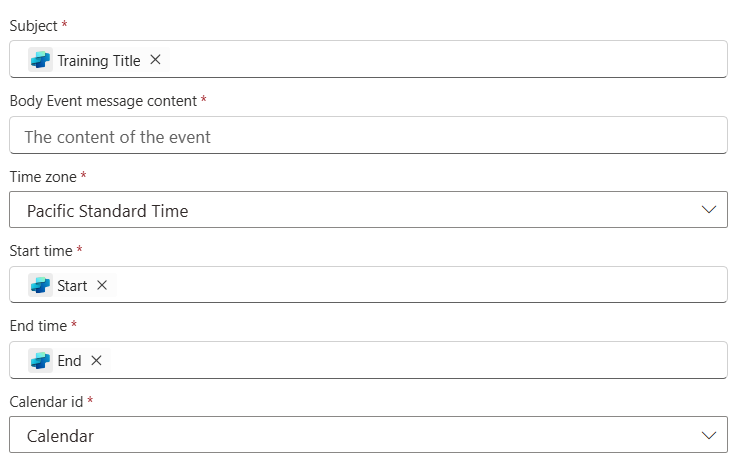 Subject *
Training Title ×
Body Event message content *
The content of the event
Time zone *
Pacific Standard Time
Start time *
Start ×
End time *
End ×
Calendar id *
Calendar